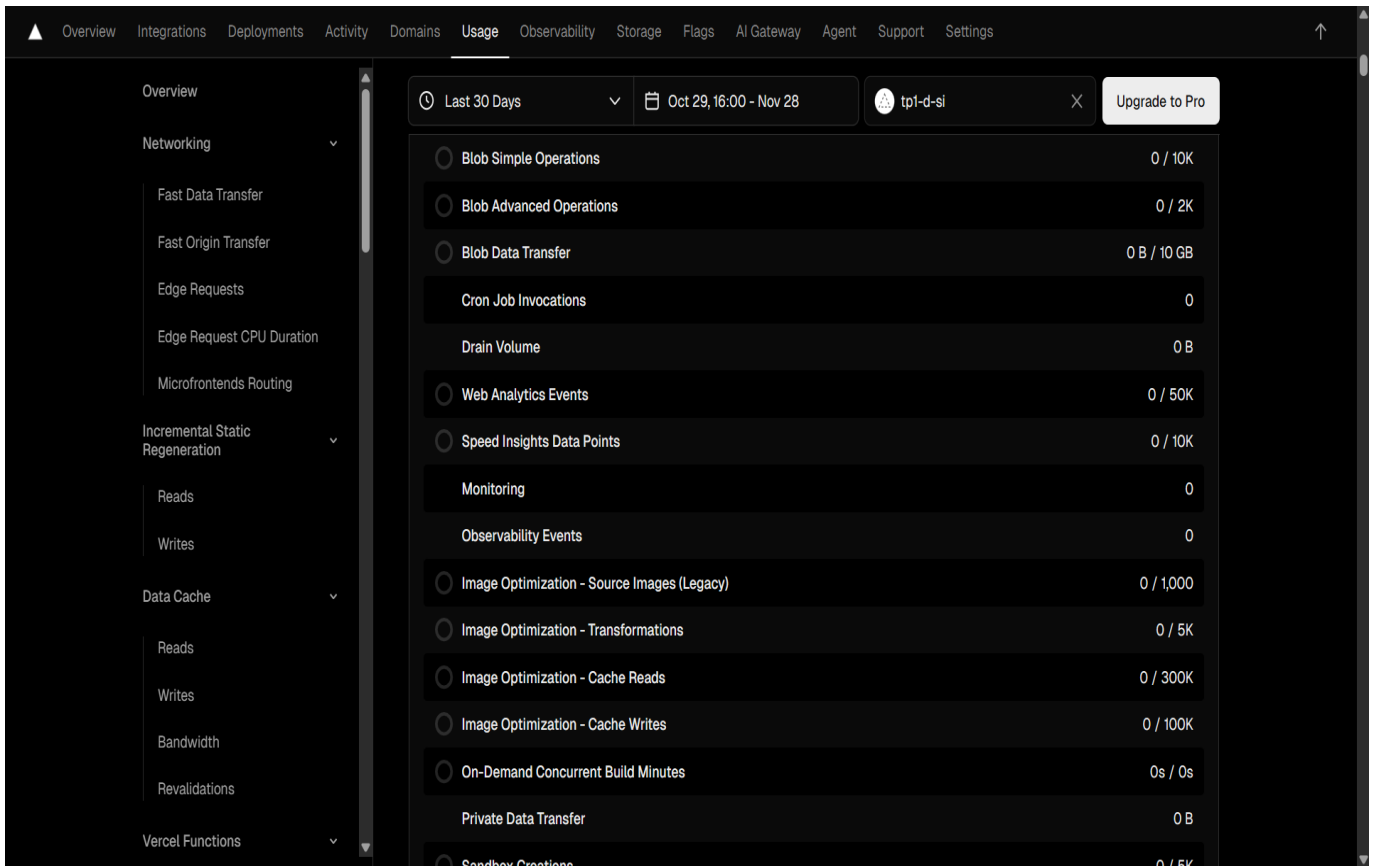 Overview Integrations Deployments Activity Domains Usage Observability Storage Flags AI Gateway Agent Support Settings
Overview
Networking
Fast Data Transfer
Fast Origin Transfer
Edge Requests
Edge Request CPU Duration
Microfrontends Routing
Incremental Static
Regeneration
Reads
Writes
Data Cache
Reads
Writes
Bandwidth
Revalidations
Vercel Functions
Last 30 Days Oct 29, 16:00 - Nov 28 tp1-d-si Upgrade to Pro
Blob Simple Operations 0 / 10K
Blob Advanced Operations 0 / 2K
Blob Data Transfer 0 B / 10 GB
Cron Job Invocations 0
Drain Volume 0 B
Web Analytics Events 0 / 50K
Speed Insights Data Points 0 / 10K
Monitoring 0
Observability Events 0
Image Optimization - Source Images (Legacy) 0 / 1,000
Image Optimization - Transformations 0 / 5K
Image Optimization - Cache Reads 0 / 300K
Image Optimization - Cache Writes 0 / 100K
On-Demand Concurrent Build Minutes 0s / 0s
Private Data Transfer 0 B
Sandbox Creations 0 / 5K